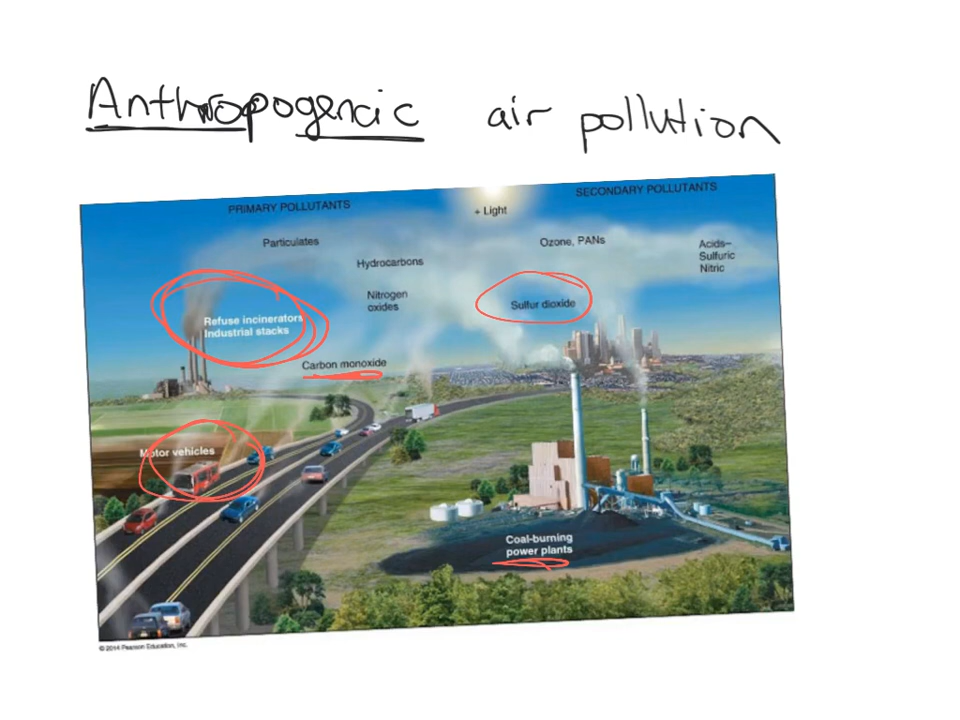 Anthropogenic air pollution
PRIMARY POLLUTANTS
+ Light
SECONDARY POLLUTANTS
Particulates
Hydrocarbons
Nitrogen
oxides
Ozone, PANs
Acids–
Sulfuric
Nitric
Sulfur dioxide
Refuse incinerators
Industrial stacks
Carbon monoxide
Motor vehicles
Coal-burning
power plants
© 2014 Pearson Education, Inc.